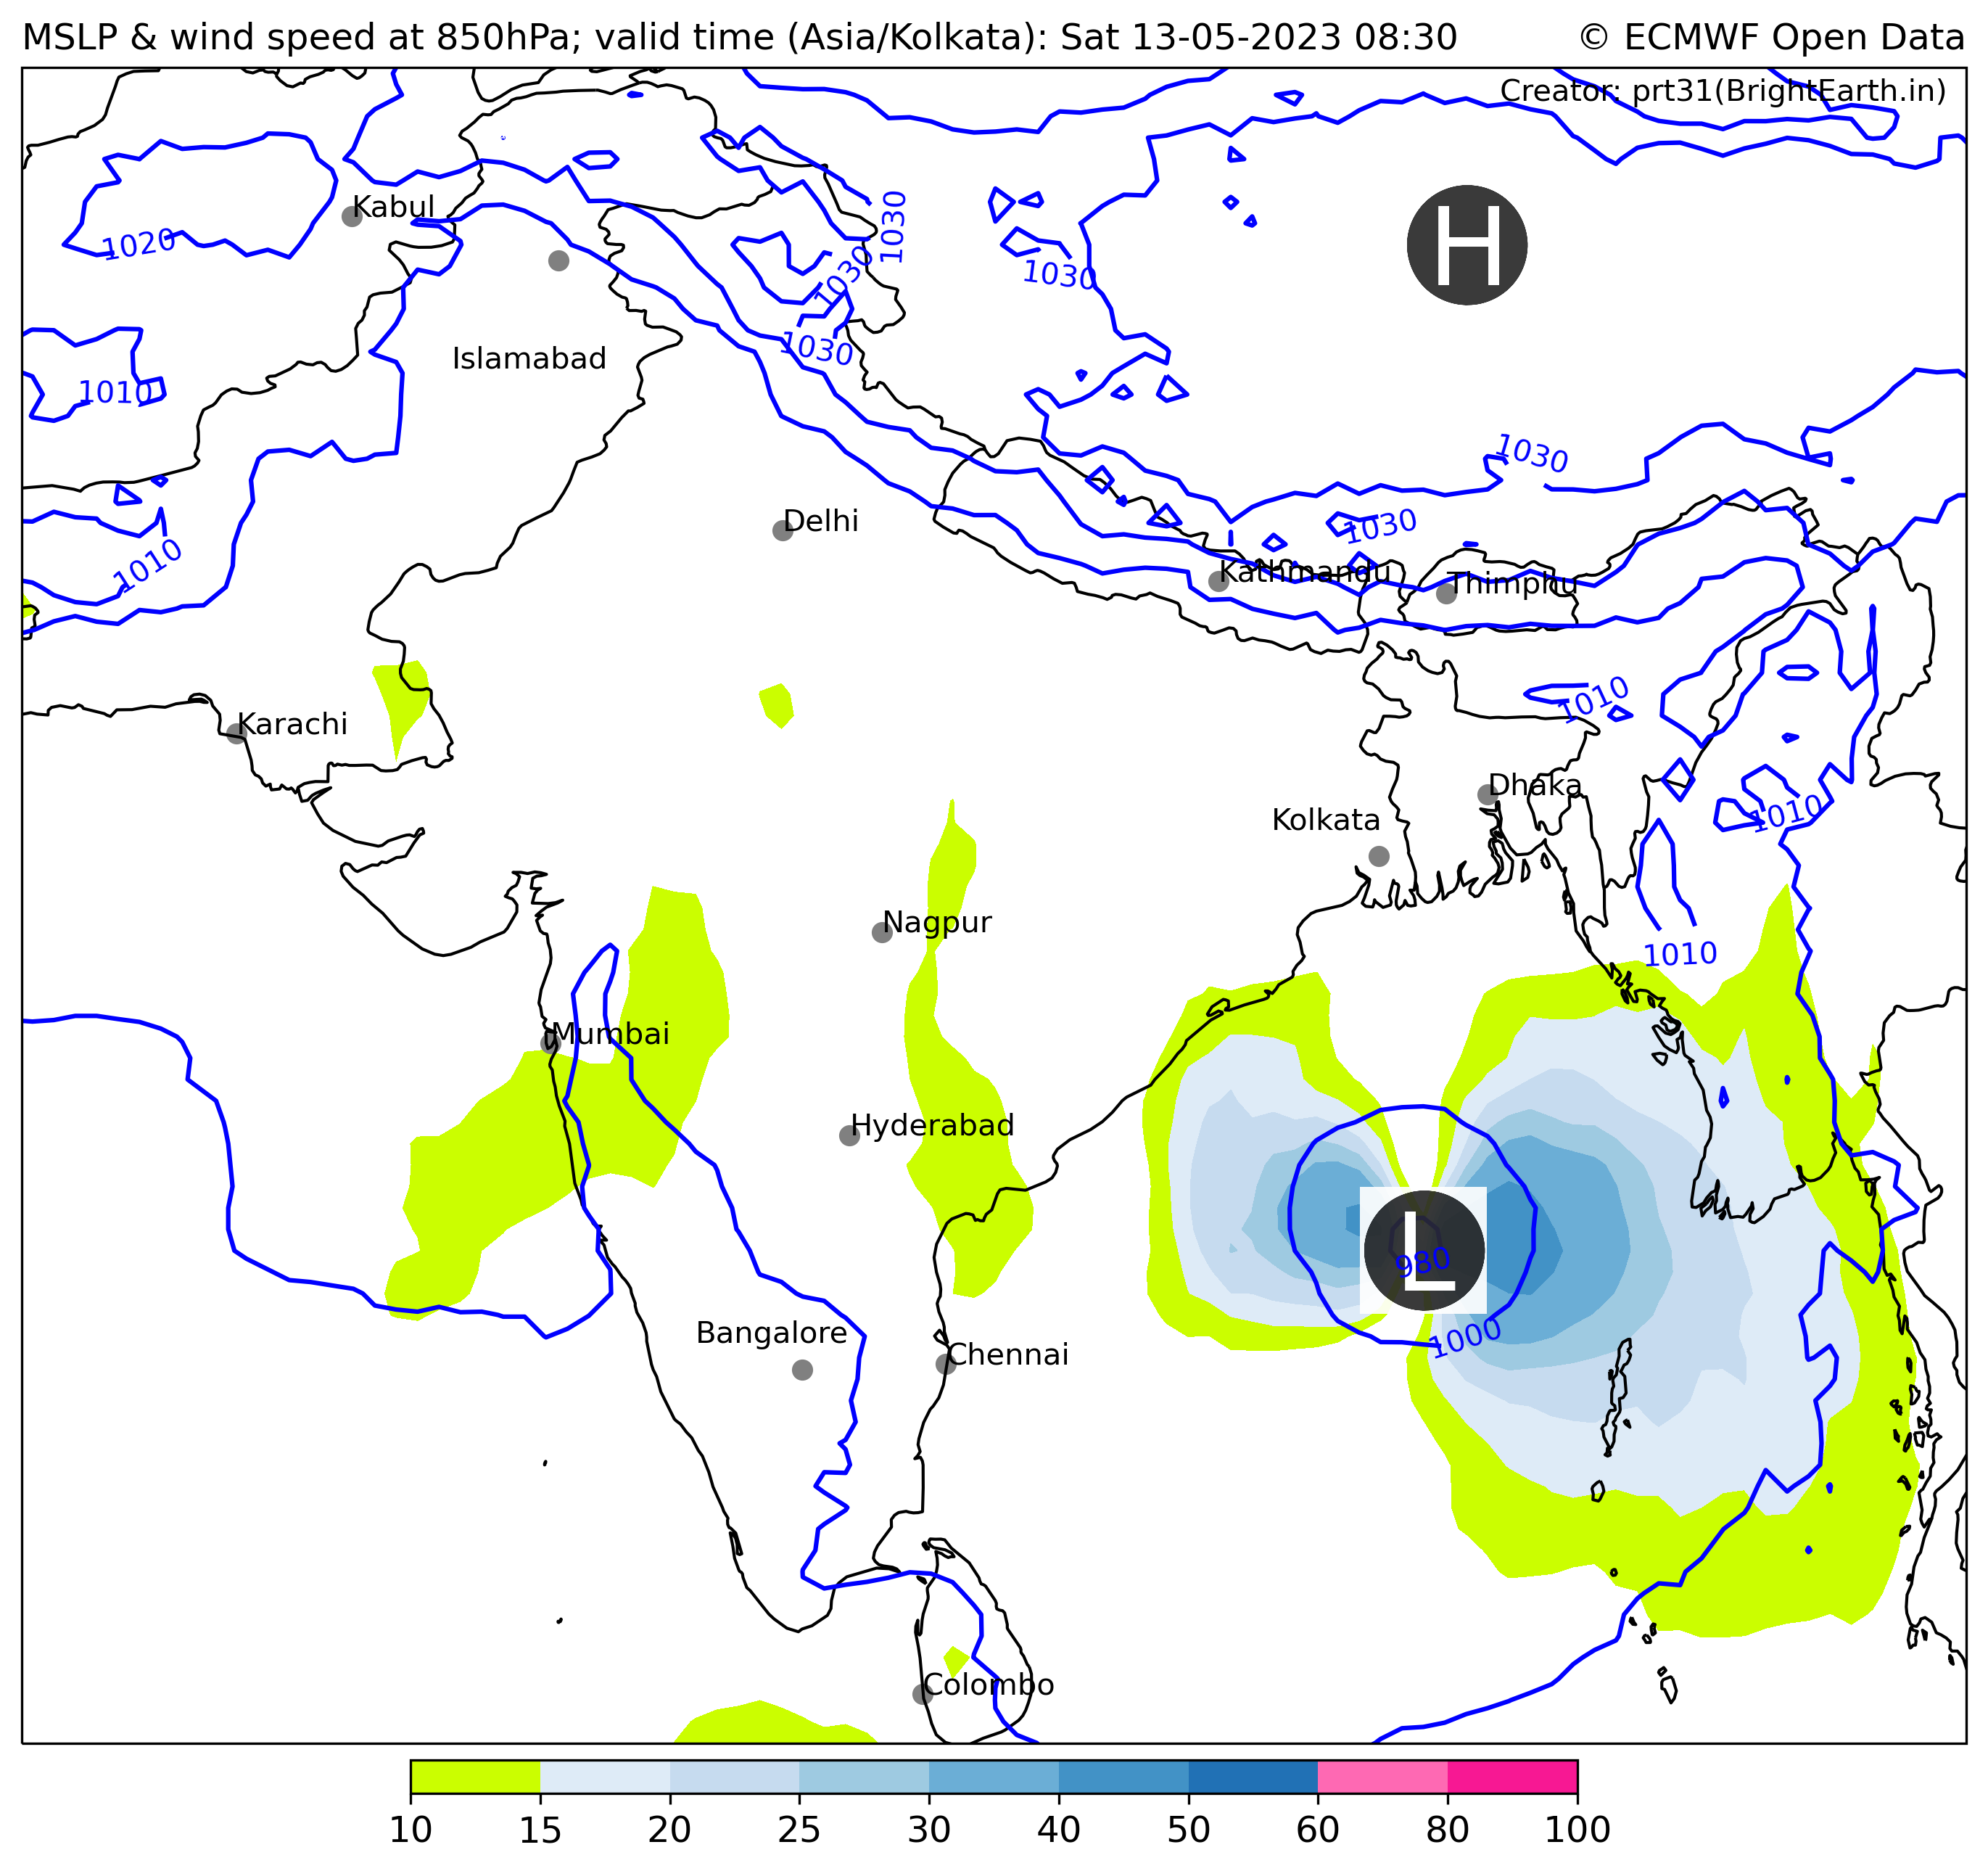 MSLP & wind speed at 850hPa; valid time (Asia/Kolkata): Sat 13-05-2023 08:30
© ECMWF Open Data
Creator: prt31(BrightEarth.in)
Kabul
1030
1020
H
1030
1030
Islamabad
1030
1010
1030
Delhi
1030
1010
Kathmandu
Thimphu
1010
Karachi
Dhaka
1010
Kolkata
Nagpur
1010
Mumbai
Hyderabad
L
980
Bangalore
1000
Chennai
Colombo
10 15 20 25 30 40 50 60 80 100